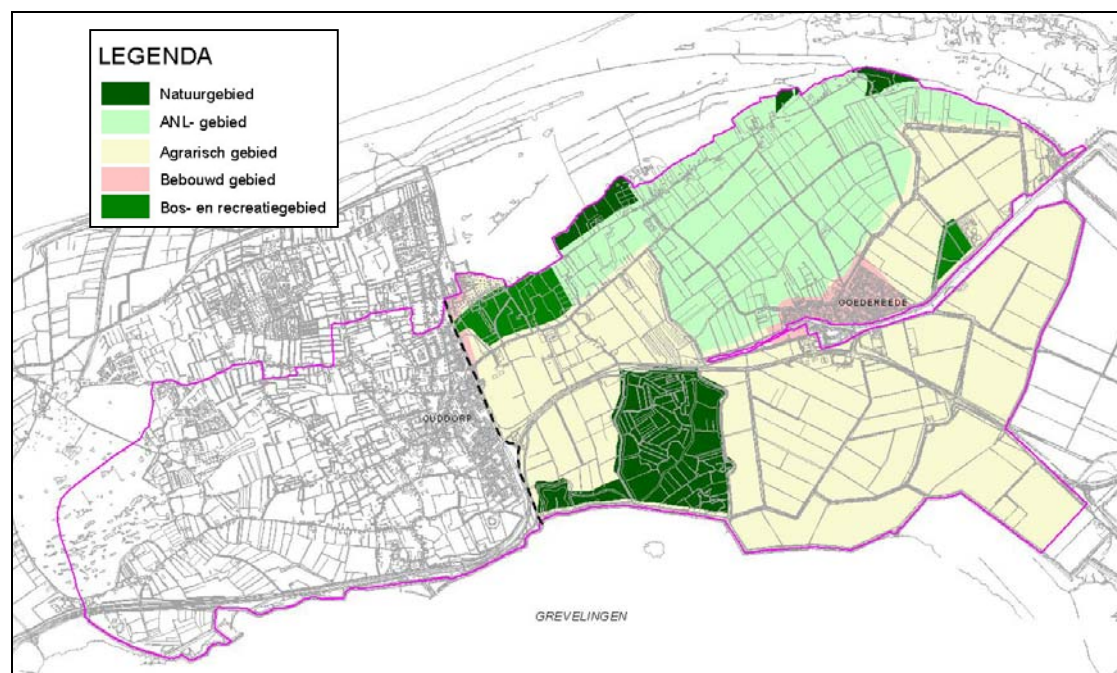 LEGENDA
Natuurgebied
ANL- gebied
Agrarisch gebied
Bebouwd gebied
Bos- en recreatiegebied
GOEDEREEDE
OUDDORP
GREVELINGEN